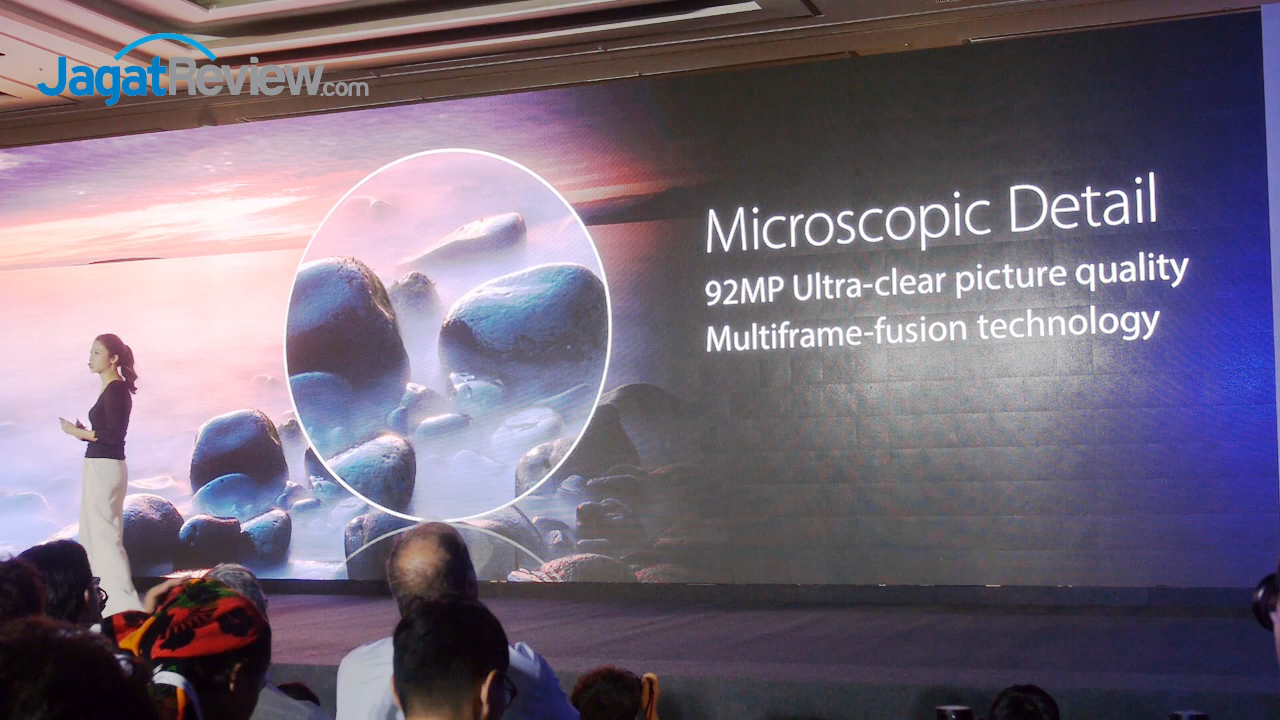 JagatReview.com
Microscopic Detail
92MP Ultra-clear picture quality
Multiframe-fusion technology